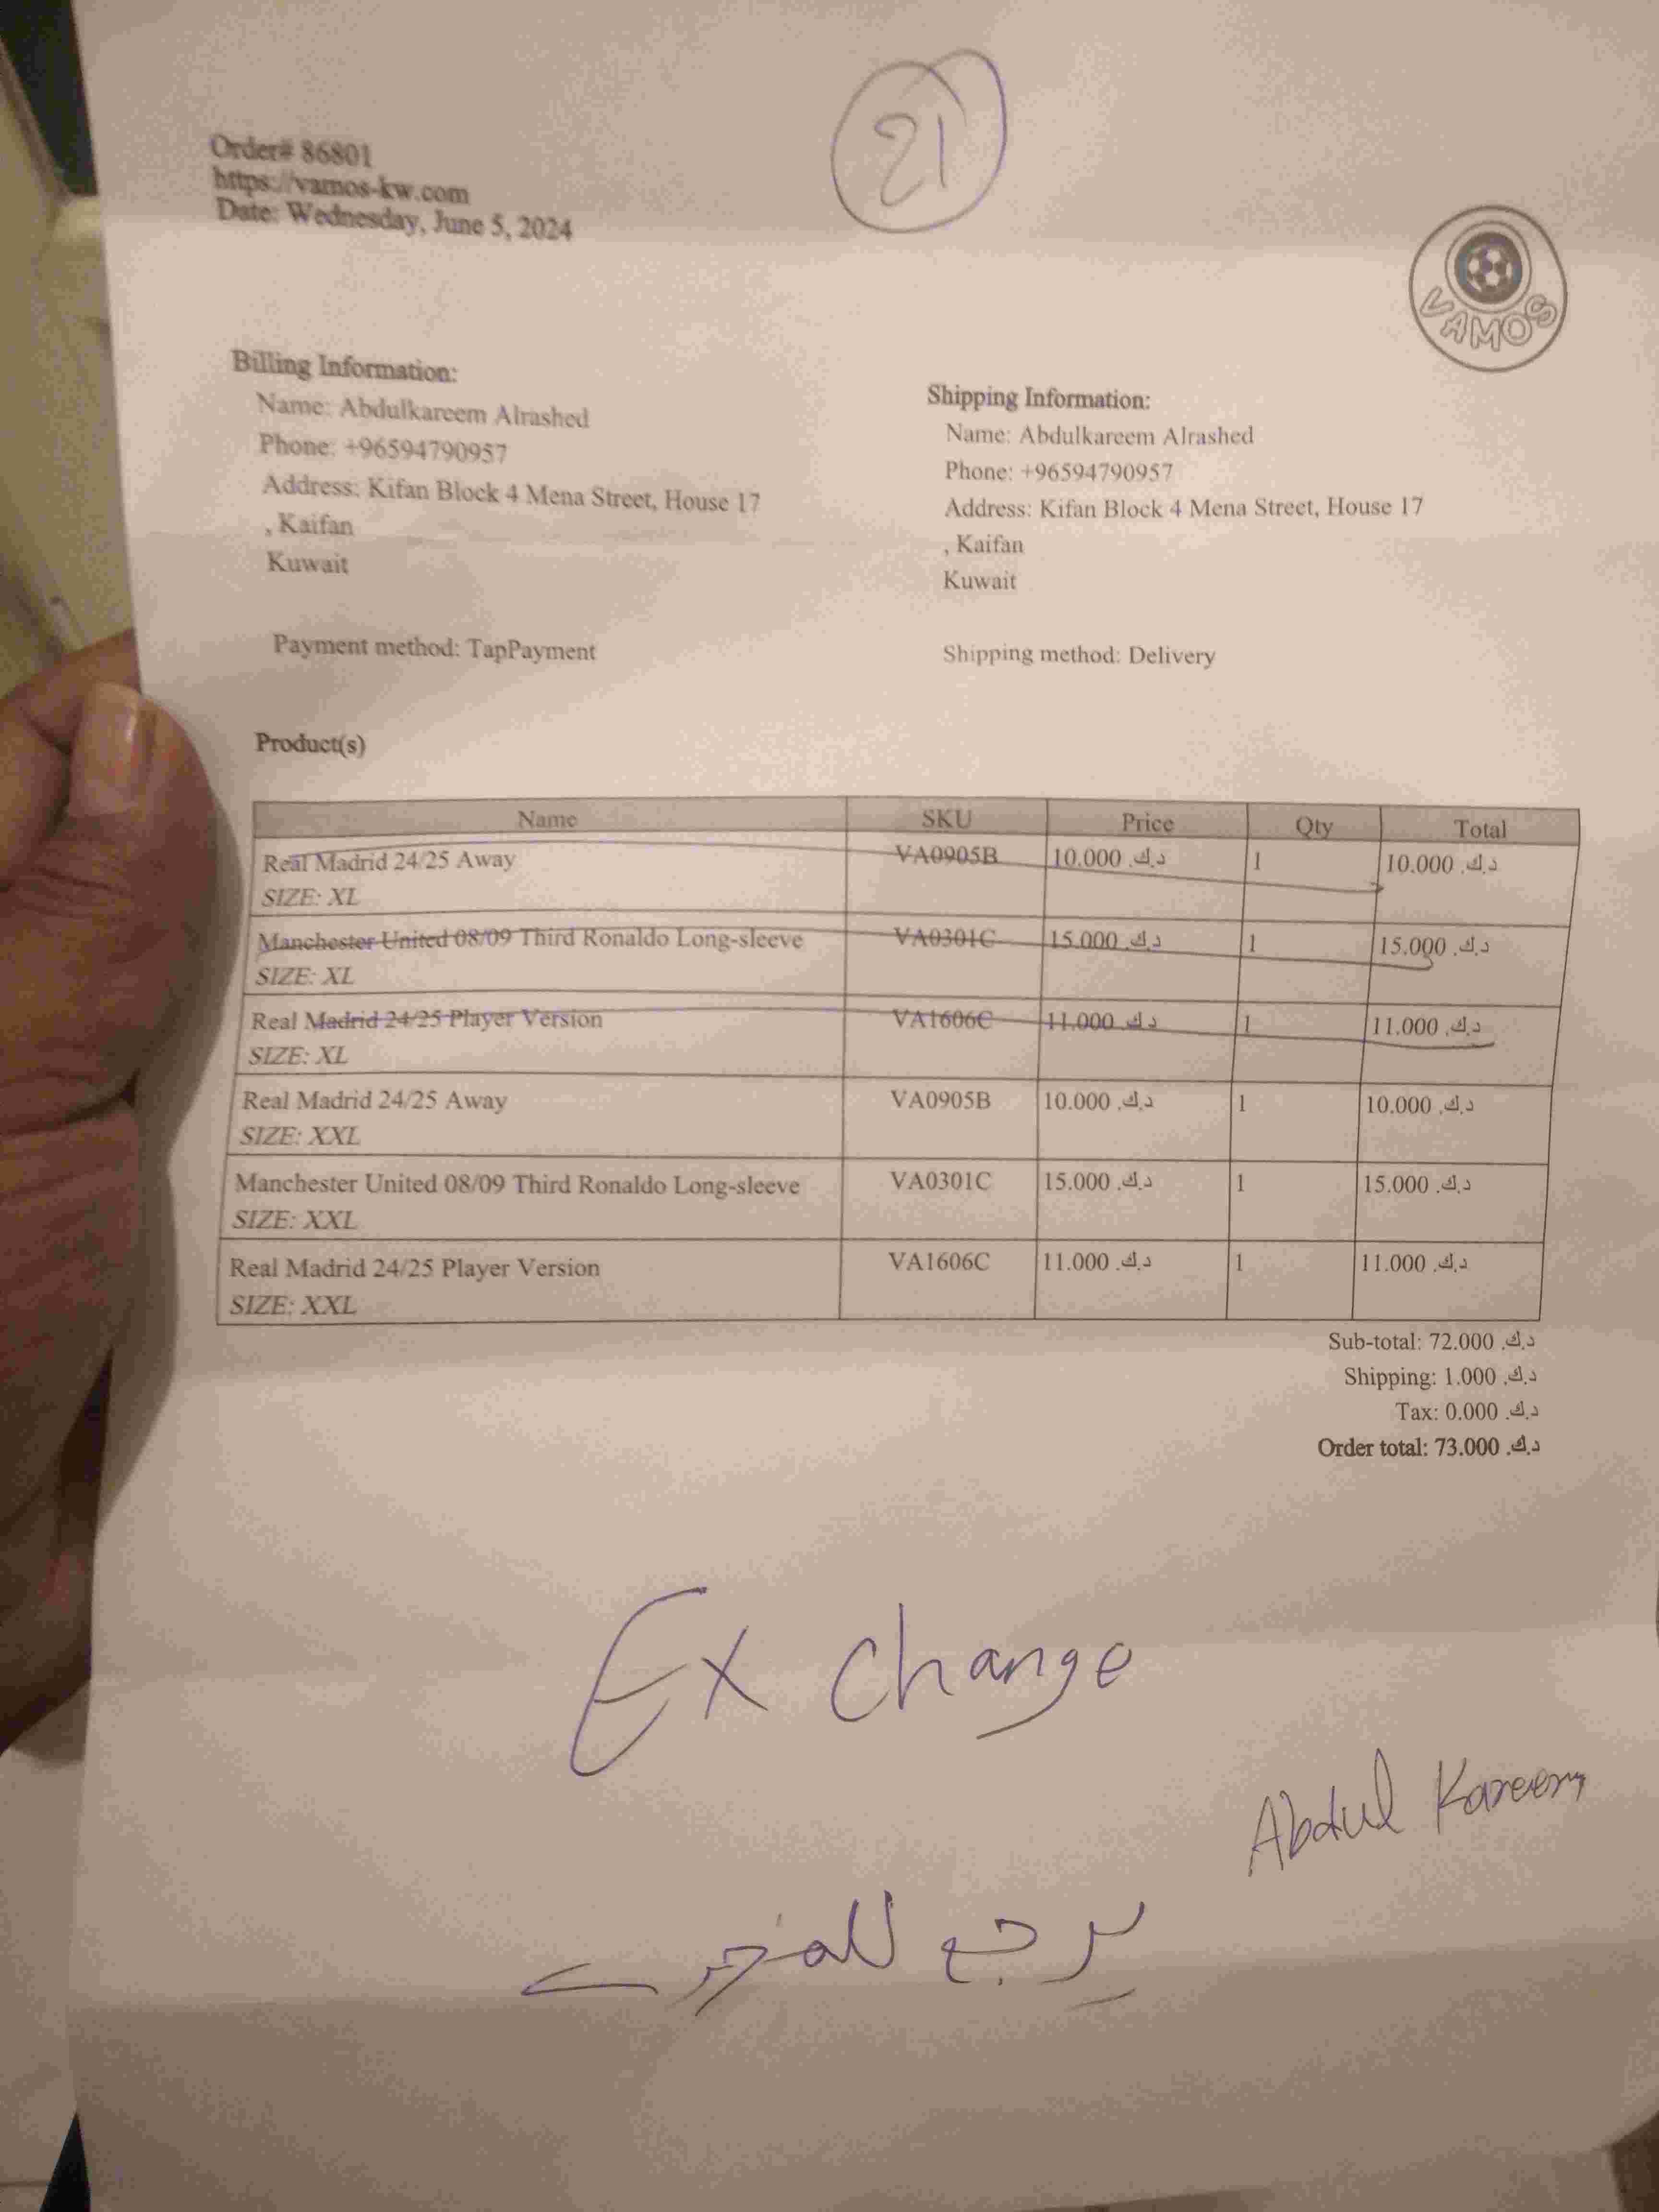 21
Order# 86801
https://vamos-kw.com
Date: Wednesday, June 5, 2024
VAMOS
Billing Information:
Name: Abdulkareem Alrashed
Phone: +96594790957
Address: Kifan Block 4 Mena Street, House 17
, Kaifan
Kuwait
Payment method: TapPayment
Shipping Information:
Name: Abdulkareem Alrashed
Phone: +96594790957
Address: Kifan Block 4 Mena Street, House 17
, Kaifan
Kuwait
Shipping method: Delivery
Product(s)
Name SKU Price Qty Total
Real Madrid 24/25 Away VA0905B 10.000 د.ك. 1 10.000 د.ك.
SIZE: XL
Manchester United 08/09 Third Ronaldo Long-sleeve VA0301C 15.000 د.ك. 1 15.000 د.ك.
SIZE: XL
Real Madrid 24/25 Player Version VA1606C 11.000 د.ك. 1 11.000 د.ك.
SIZE: XL
Real Madrid 24/25 Away VA0905B 10.000 د.ك. 1 10.000 د.ك.
SIZE: XXL
Manchester United 08/09 Third Ronaldo Long-sleeve VA0301C 15.000 د.ك. 1 15.000 د.ك.
SIZE: XXL
Real Madrid 24/25 Player Version VA1606C 11.000 د.ك. 1 11.000 د.ك.
SIZE: XXL
Sub-total: 72.000 د.ك.
Shipping: 1.000 د.ك.
Tax: 0.000 د.ك.
Order total: 73.000 د.ك.
Ex change
Abdul Kareem
يرجع